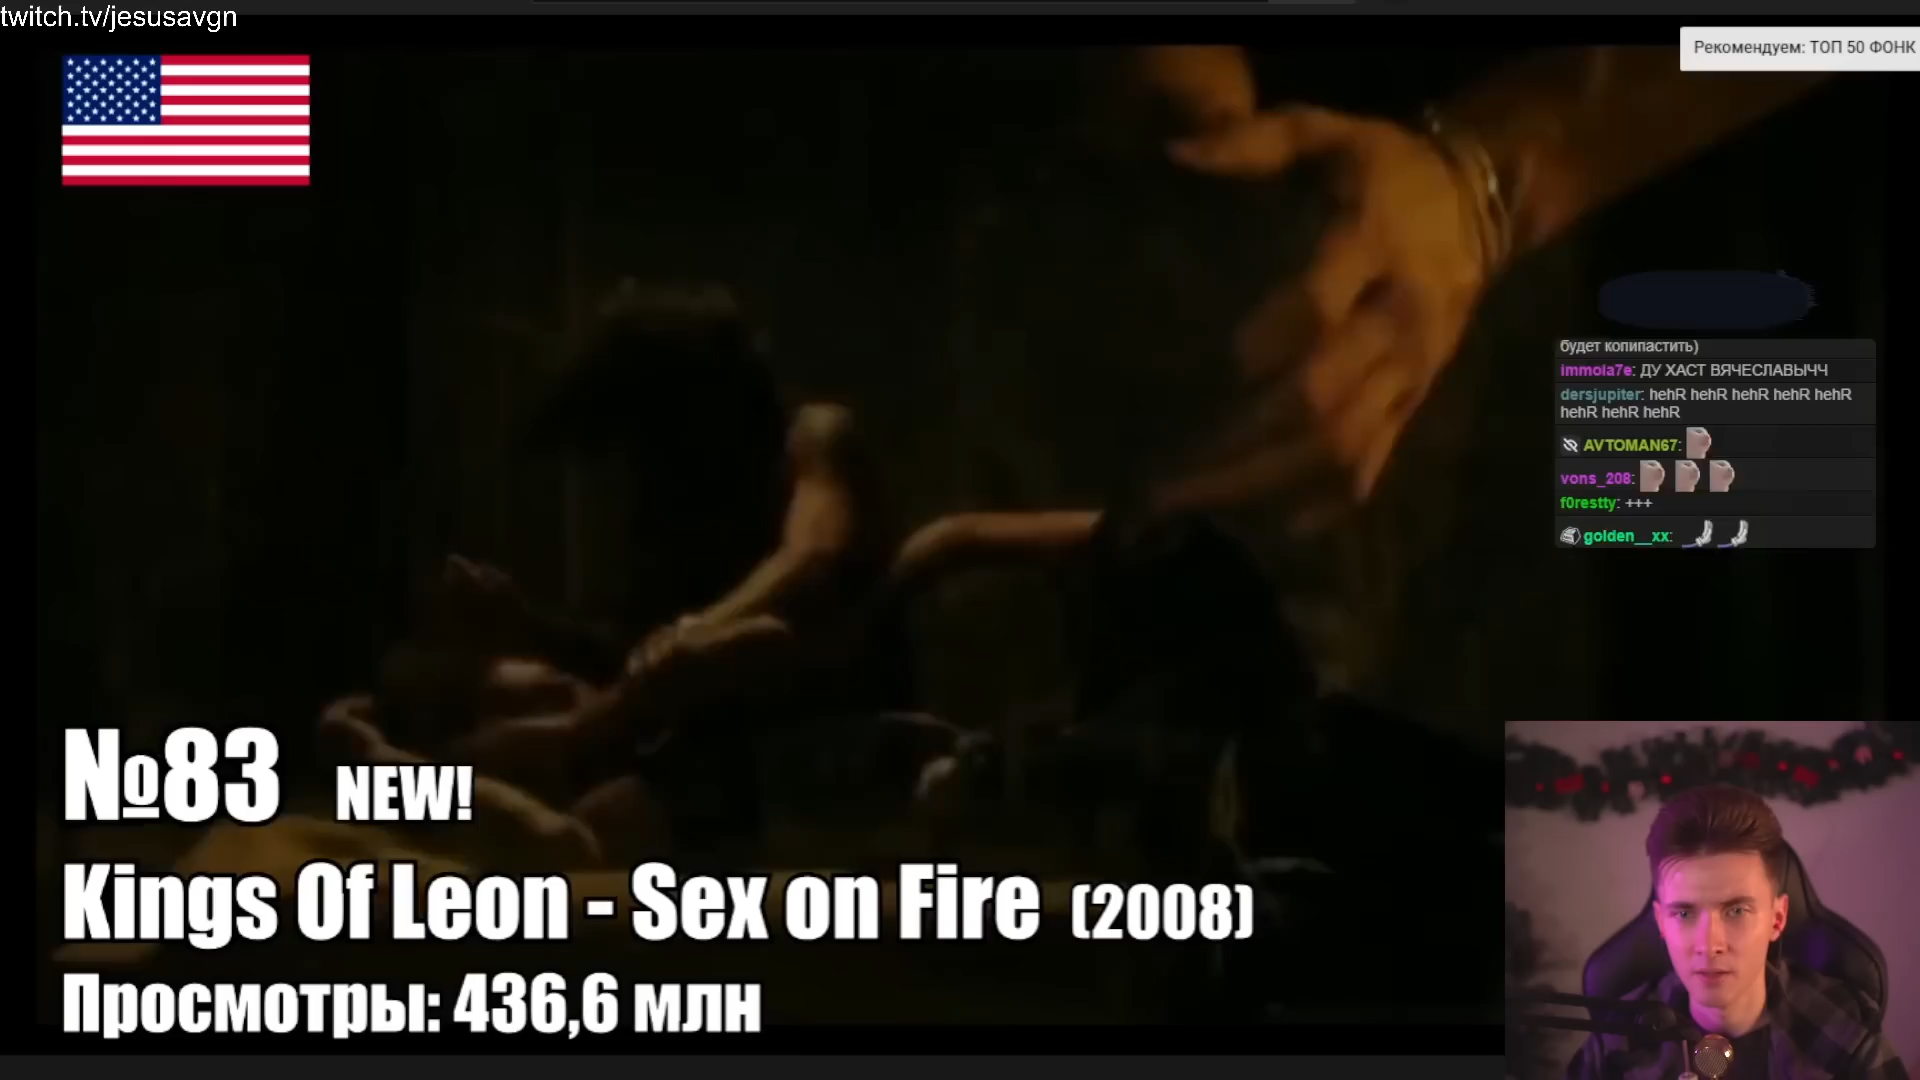 twitch.tv/jesusavgn
Рекомендуем: ТОП 50 ФОНК
будет копипастить)
immola7e: ДУ ХАСТ ВЯЧЕСЛАВЫЧЧ
dersjupiter: hehR hehR hehR hehR hehR
hehR hehR hehR
AVTOMAN67:
vons_208:
f0restty: +++
golden__xx:
№83 NEW!
Kings Of Leon - Sex on Fire (2008)
Просмотры: 436,6 млн